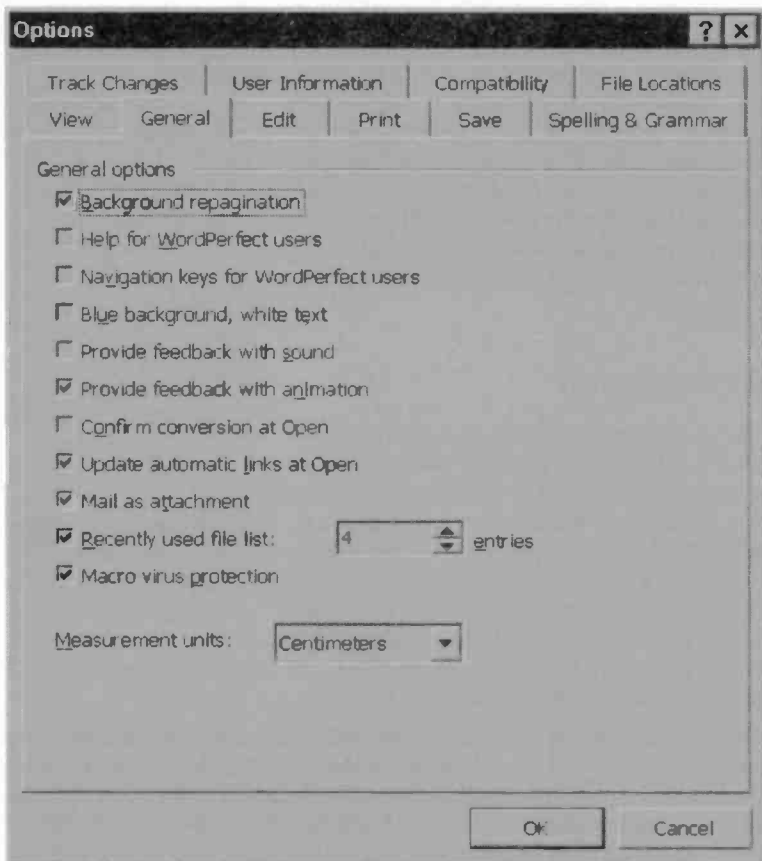 Options ? ×
Track Changes User Information Compatibility File Locations
View General Edit Print Save Spelling & Grammar
General options
Background repagination
Help for WordPerfect users
Navigation keys for WordPerfect users
Blue background, white text
Provide feedback with sound
Provide feedback with animation
Confirm conversion at Open
Update automatic links at Open
Mail as attachment
Recently used file list: 4 entries
Macro virus protection
Measurement units: Centimeters
OK Cancel